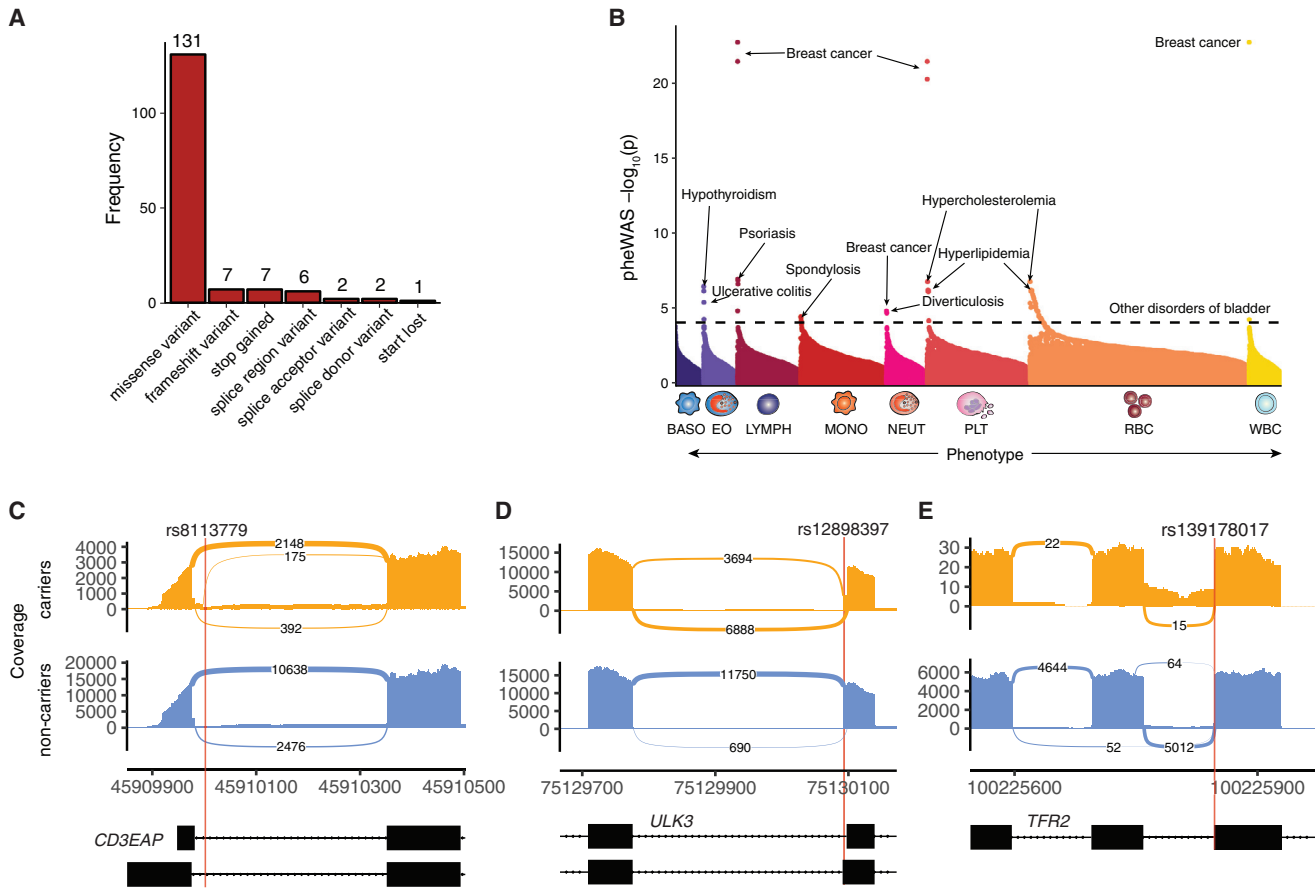 A
131
7
7
6
2
2
1
100
50
0
Frequency
missense variant
frameshift variant
stop gained
splice region variant
splice acceptor variant
splice donor variant
start lost
B
pheWAS −log10(p)
20
15
10
5
0
Breast cancer
Breast cancer
Hypothyroidism
Psoriasis
Ulcerative colitis
Spondylosis
Breast cancer
Hypercholesterolemia
Hyperlipidemia
Diverticulosis
Other disorders of bladder
BASO EO LYMPH MONO NEUT PLT RBC WBC
Phenotype
C
rs8113779
Coverage
carriers
4000
3000
2000
1000
0
2148
175
392
non-carriers
20000
15000
10000
5000
0
10638
2476
45909900 45910100 45910300 45910500
CD3EAP
D
rs12898397
15000
10000
5000
0
3694
6888
15000
10000
5000
0
11750
690
75129700 75129900 75130100
ULK3
E
rs139178017
30
20
10
0
22
15
6000
4000
2000
0
4644
64
52
5012
100225600 100225900
TFR2